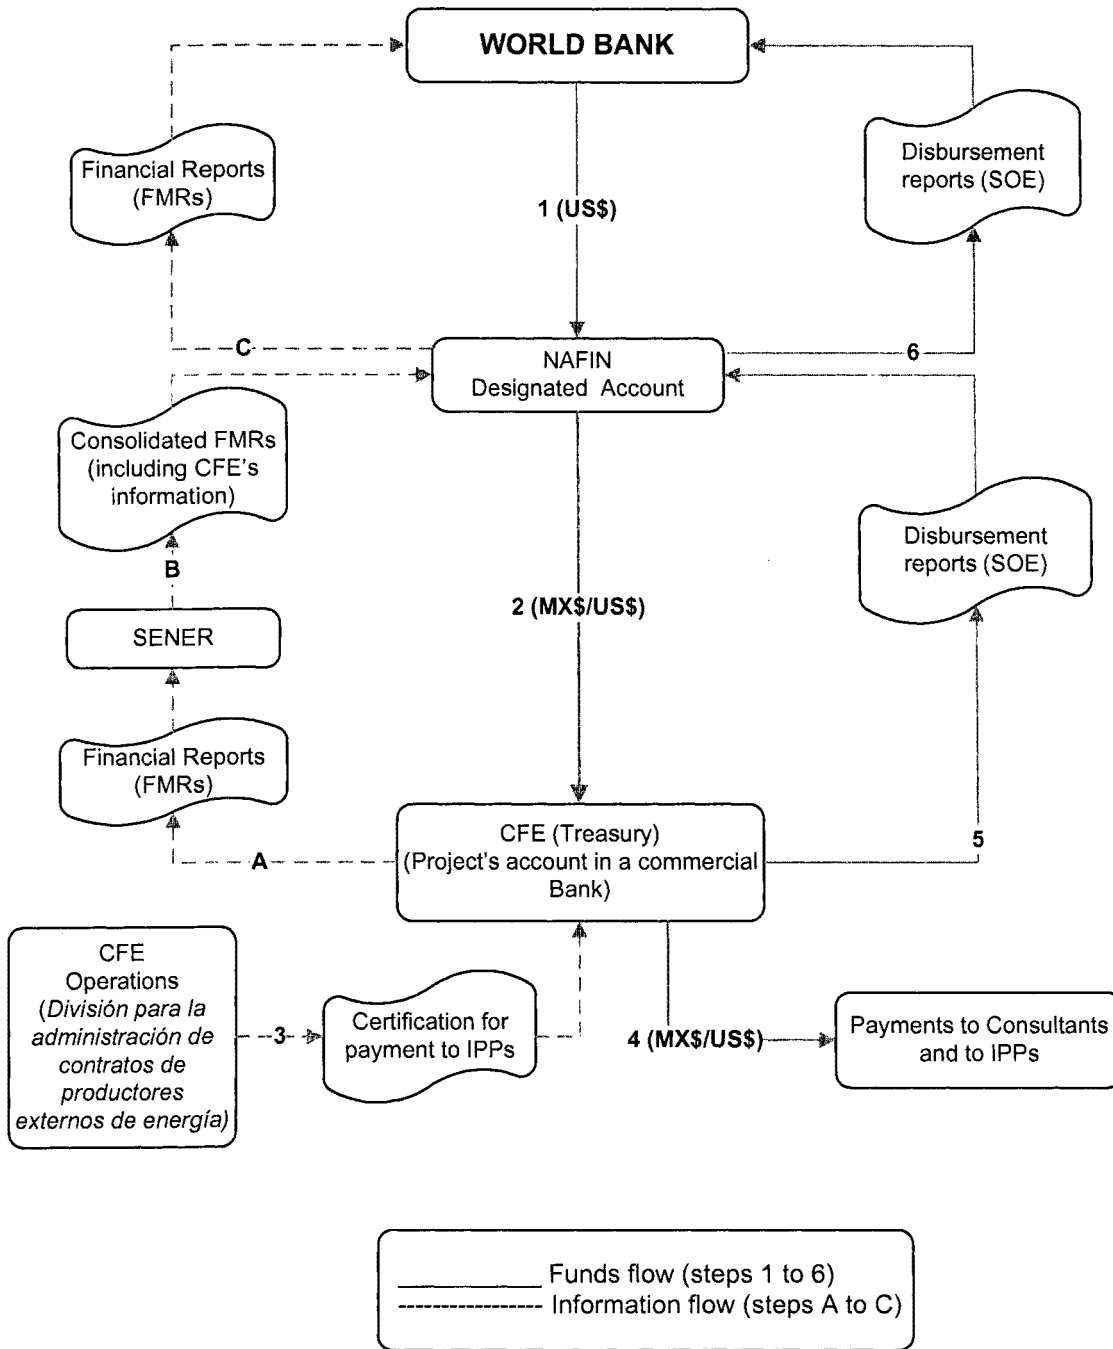 WORLD BANK
Financial Reports
(FMRs)
Disbursement
reports (SOE)
1 (US$)
C
6
NAFIN
Designated Account
Consolidated FMRs
(including CFE's
information)
Disbursement
reports (SOE)
B
2 (MX$/US$)
SENER
Financial Reports
(FMRs)
CFE (Treasury)
(Project's account in a commercial
Bank)
5
A
CFE
Operations
(División para la
administración de
contratos de
productores
externos de energía)
3
Certification for
payment to IPPs
4 (MX$/US$)
Payments to Consultants
and to IPPs
Funds flow (steps 1 to 6)
Information flow (steps A to C)